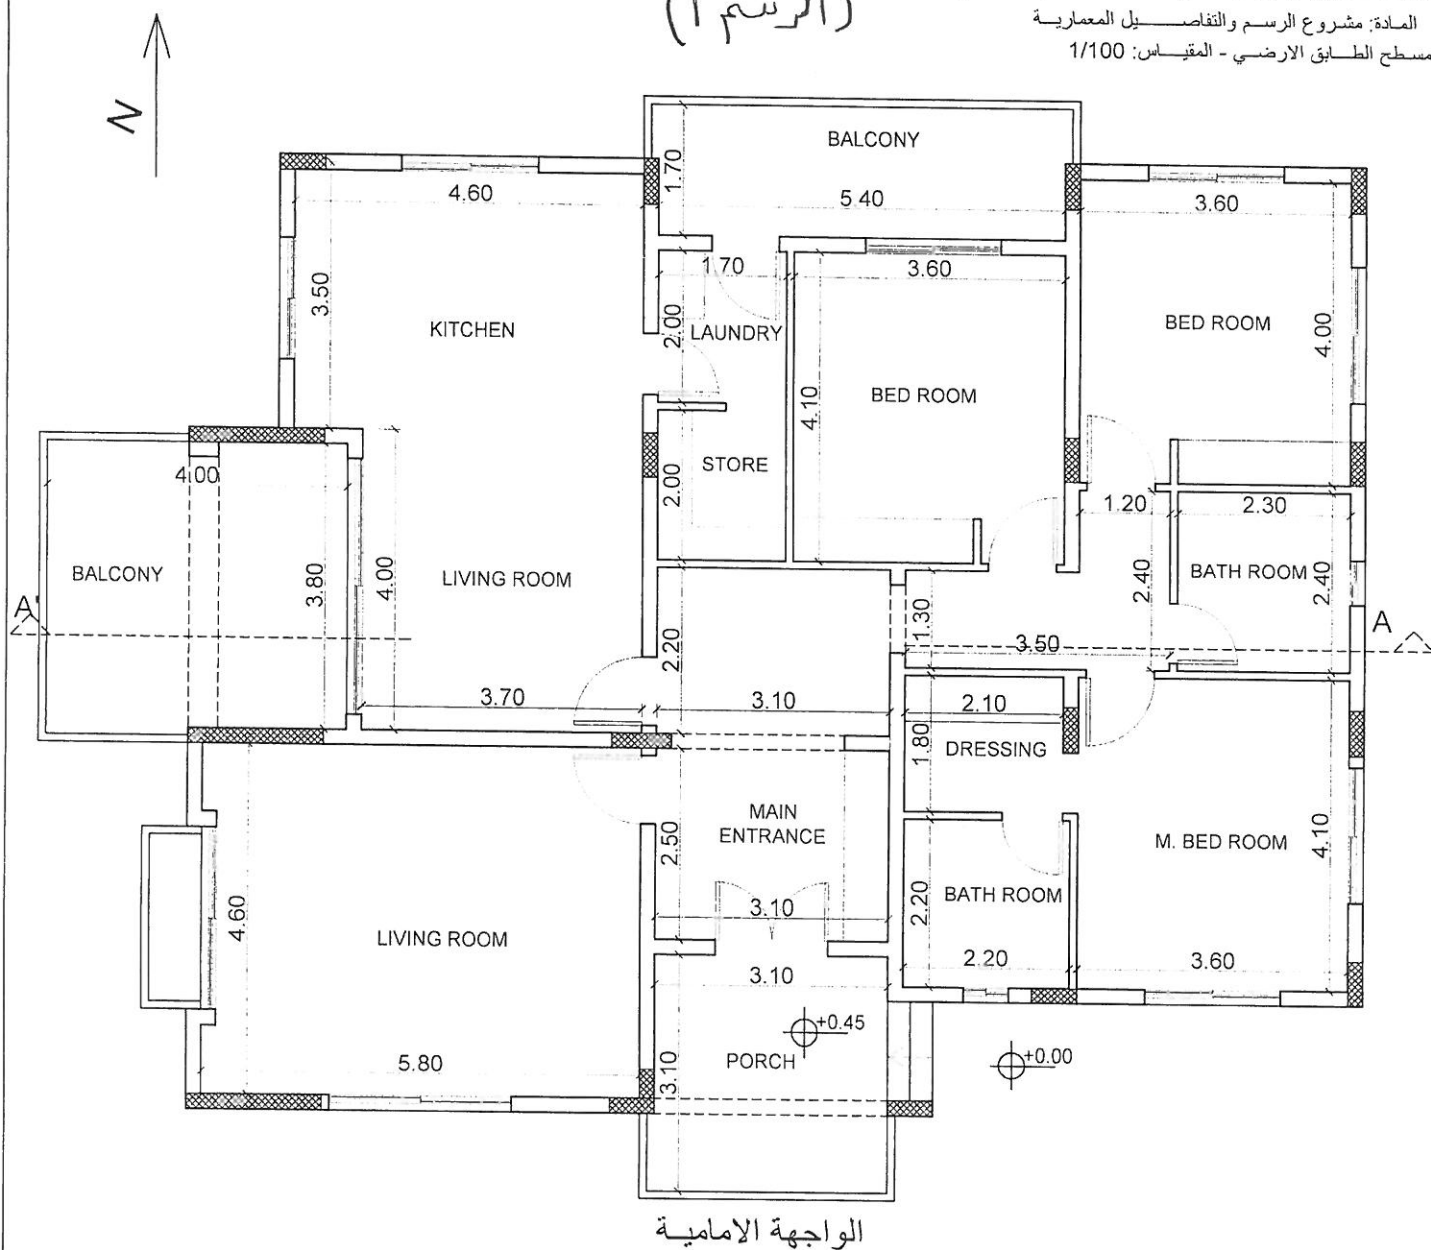 (الرسم 1)
المادة: مشروع الرسم والتفاصيل المعمارية
مسطح الطابق الارضي - المقياس: 1/100
N
BALCONY
1.70
5.40
4.60
3.60
1.70
3.60
3.50
KITCHEN
2.00
LAUNDRY
BED ROOM
4.00
4.10
BED ROOM
4.00
STORE
2.00
1.20
2.30
BALCONY
3.80
4.00
LIVING ROOM
2.40
BATH ROOM
2.40
A'
A
1.30
3.50
2.20
3.70
3.10
2.10
1.80
DRESSING
MAIN
ENTRANCE
2.50
M. BED ROOM
4.10
4.60
LIVING ROOM
3.10
2.20
BATH ROOM
2.20
3.60
3.10
+0.45
+0.00
PORCH
5.80
3.10
الواجهة الامامية